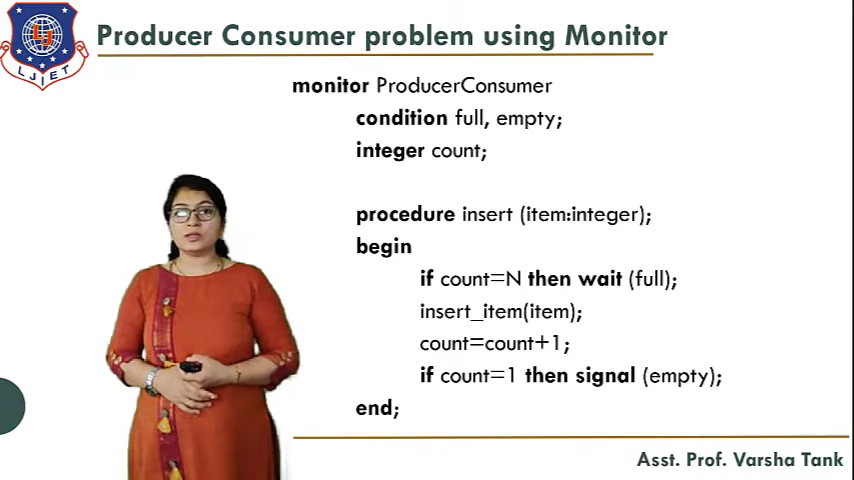 Producer Consumer problem using Monitor
LJIET
monitor ProducerConsumer
condition full, empty;
integer count;
procedure insert (item:integer);
begin
if count=N then wait (full);
insert_item(item);
count=count+1;
if count=1 then signal (empty);
end;
Asst. Prof. Varsha Tank